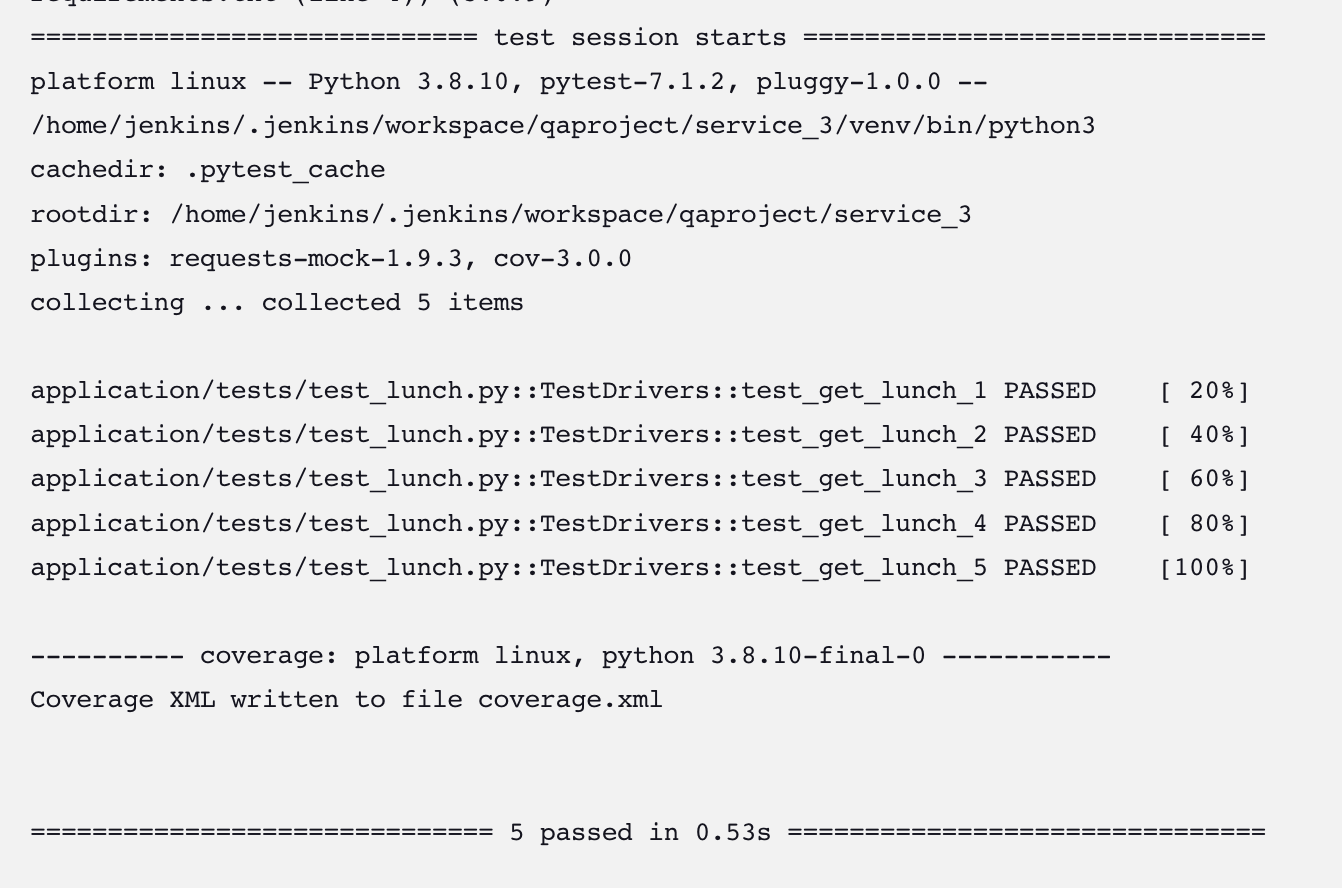 ============================= test session starts ==============================
platform linux -- Python 3.8.10, pytest-7.1.2, pluggy-1.0.0 --
/home/jenkins/.jenkins/workspace/qaproject/service_3/venv/bin/python3
cachedir: .pytest_cache
rootdir: /home/jenkins/.jenkins/workspace/qaproject/service_3
plugins: requests-mock-1.9.3, cov-3.0.0
collecting ... collected 5 items
application/tests/test_lunch.py::TestDrivers::test_get_lunch_1 PASSED    [ 20%]
application/tests/test_lunch.py::TestDrivers::test_get_lunch_2 PASSED    [ 40%]
application/tests/test_lunch.py::TestDrivers::test_get_lunch_3 PASSED    [ 60%]
application/tests/test_lunch.py::TestDrivers::test_get_lunch_4 PASSED    [ 80%]
application/tests/test_lunch.py::TestDrivers::test_get_lunch_5 PASSED    [100%]
---------- coverage: platform linux, python 3.8.10-final-0 -----------
Coverage XML written to file coverage.xml
============================== 5 passed in 0.53s ===============================